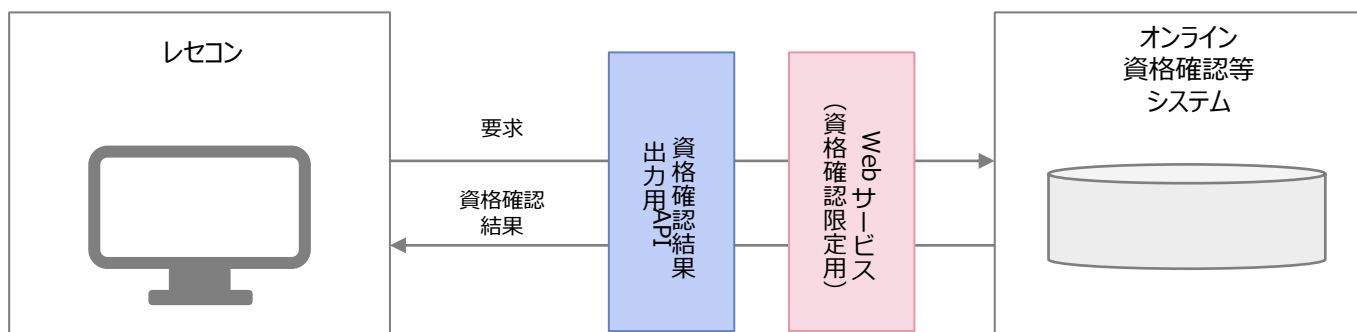 レセコン
要求
資格確認
結果
資格確認結果
出力用API
Webサービス
(資格確認限定用)
オンライン
資格確認等
システム